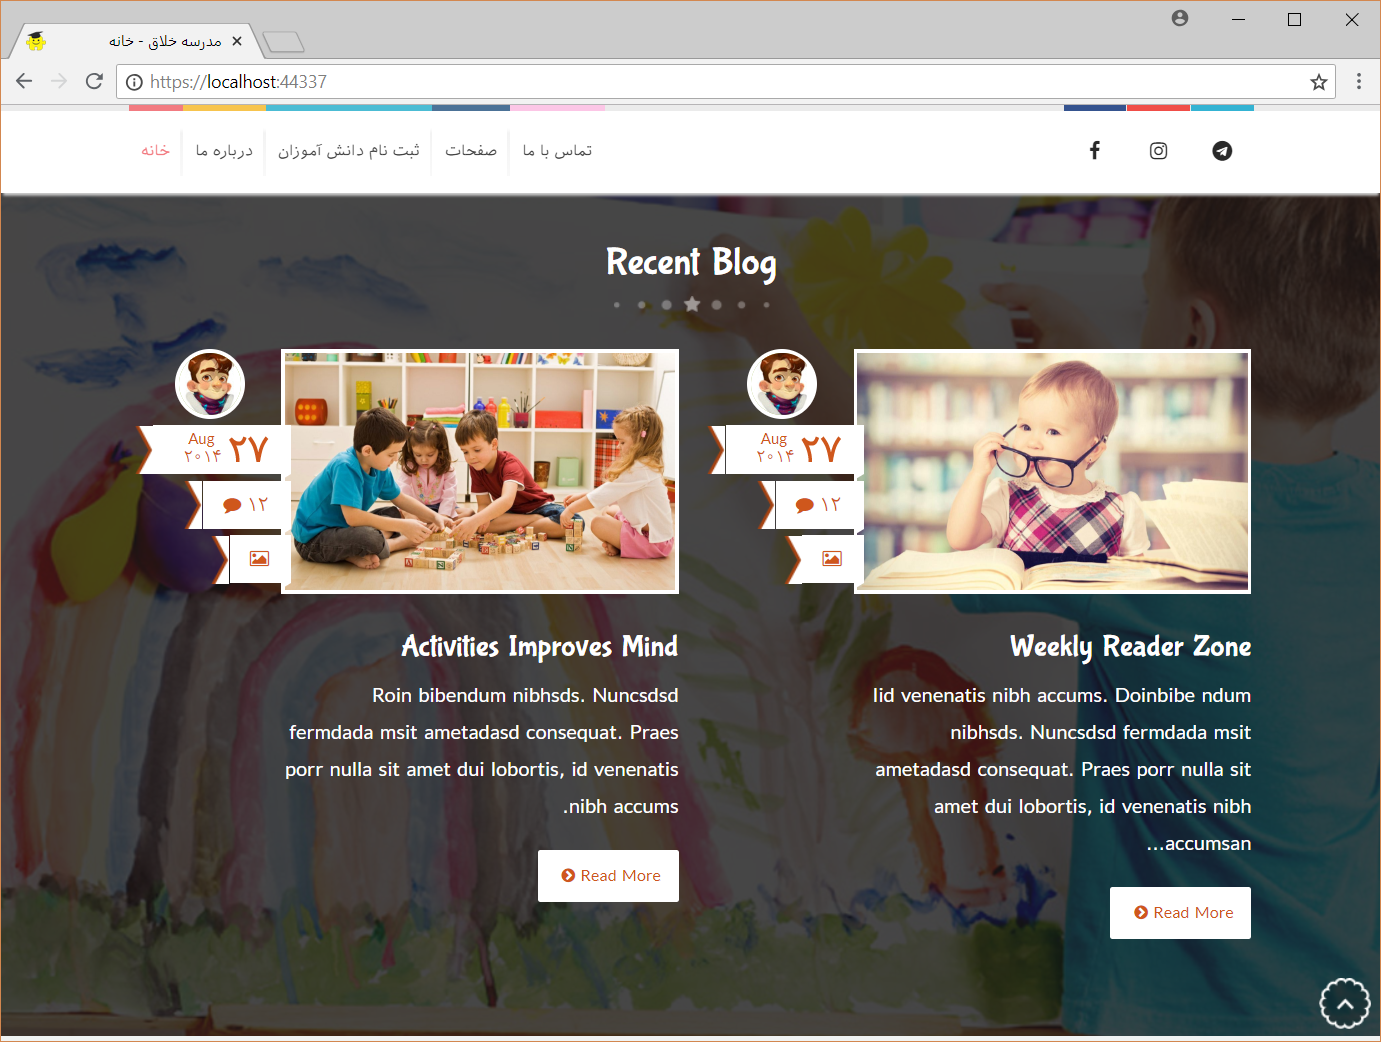 مدرسه خلاق - خانه
https://localhost:44337
خانه
درباره ما
ثبت نام دانش آموزان
صفحات
تماس با ما
Recent Blog
۲۷ Aug
۲۰۱۴
۱۲
Activities Improves Mind
Roin bibendum nibhsds. Nuncsdsd
fermdada msit ametadasd consequat. Praes
porr nulla sit amet dui lobortis, id venenatis
.nibh accums
Read More
۲۷ Aug
۲۰۱۴
۱۲
Weekly Reader Zone
Iid venenatis nibh accums. Doinbibe ndum
nibhsds. Nuncsdsd fermdada msit
ametadasd consequat. Praes porr nulla sit
amet dui lobortis, id venenatis nibh
...accumsan
Read More